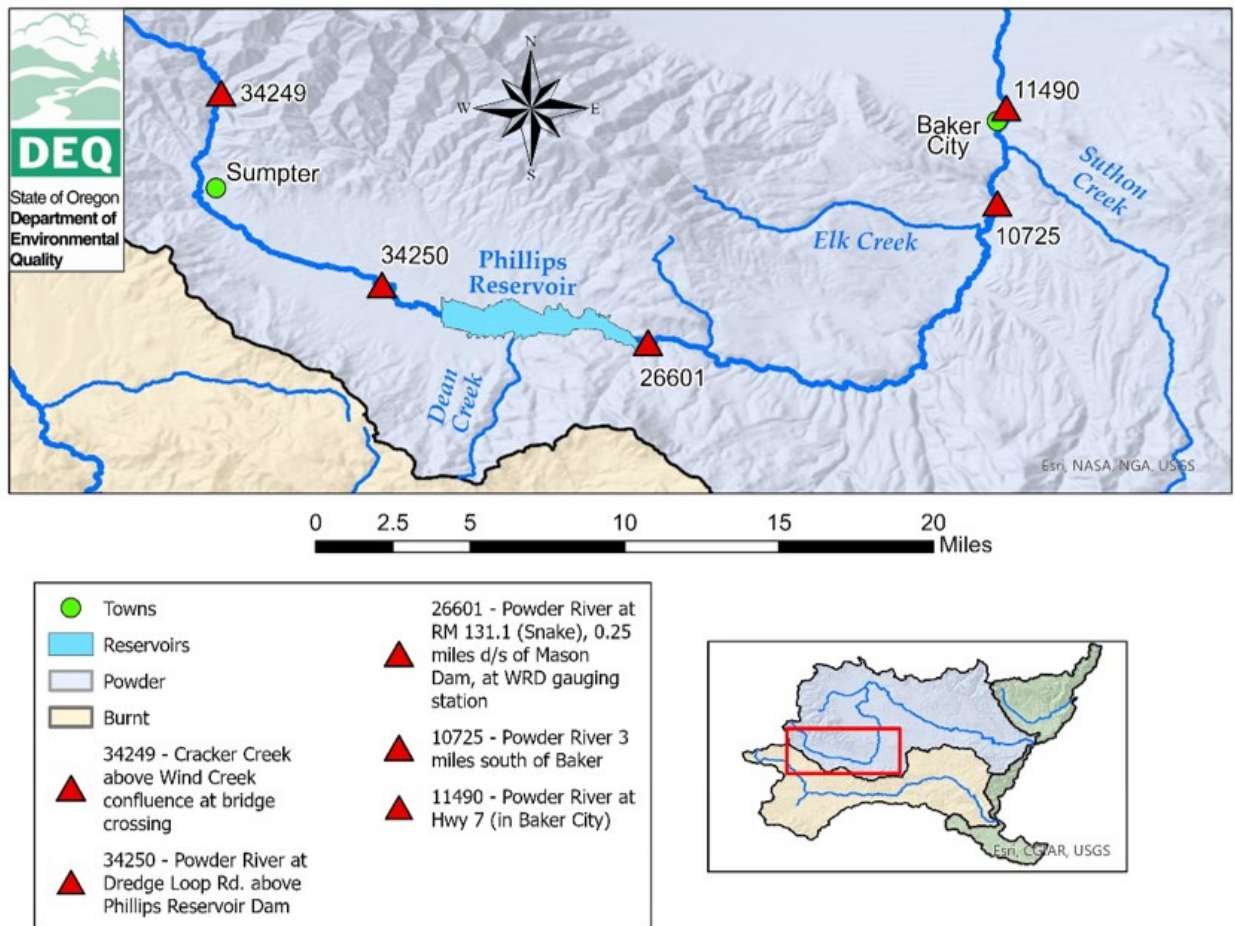 DEQ
State of Oregon
Department of
Environmental
Quality
34249
Sumpter
N
W
E
S
34250
Phillips
Reservoir
Dean
Creek
26601
Elk Creek
11490
Baker
City
Suthon
Creek
10725
Esri, NASA, NGA, USGS
0 2.5 5 10 15 20
Miles
Towns
Reservoirs
Powder
Burnt
34249 - Cracker Creek
above Wind Creek
confluence at bridge
crossing
34250 - Powder River at
Dredge Loop Rd. above
Phillips Reservoir Dam
26601 - Powder River at
RM 131.1 (Snake), 0.25
miles d/s of Mason
Dam, at WRD gauging
station
10725 - Powder River 3
miles south of Baker
11490 - Powder River at
Hwy 7 (in Baker City)
Esri, CGIAR, USGS